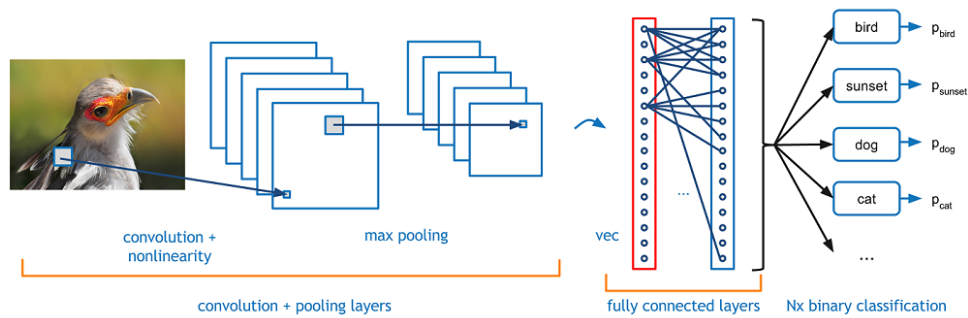 bird
p_bird
sunset
p_sunset
dog
p_dog
cat
p_cat
...
...
convolution +
nonlinearity
max pooling
vec
convolution + pooling layers
fully connected layers
Nx binary classification